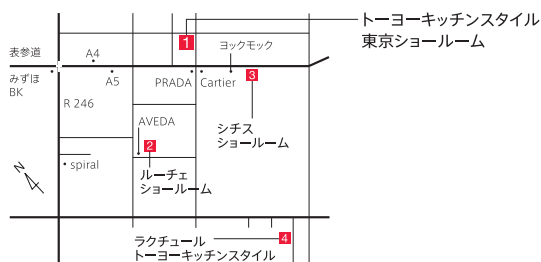 トーヨーキッチンスタイル
東京ショールーム
1
表参道
A4
ヨックモック
みずほ
BK
A5
PRADA
Cartier
3
R 246
シチス
ショールーム
AVEDA
2
spiral
ルーチェ
ショールーム
N
ラクチュール
トーヨーキッチンスタイル
4